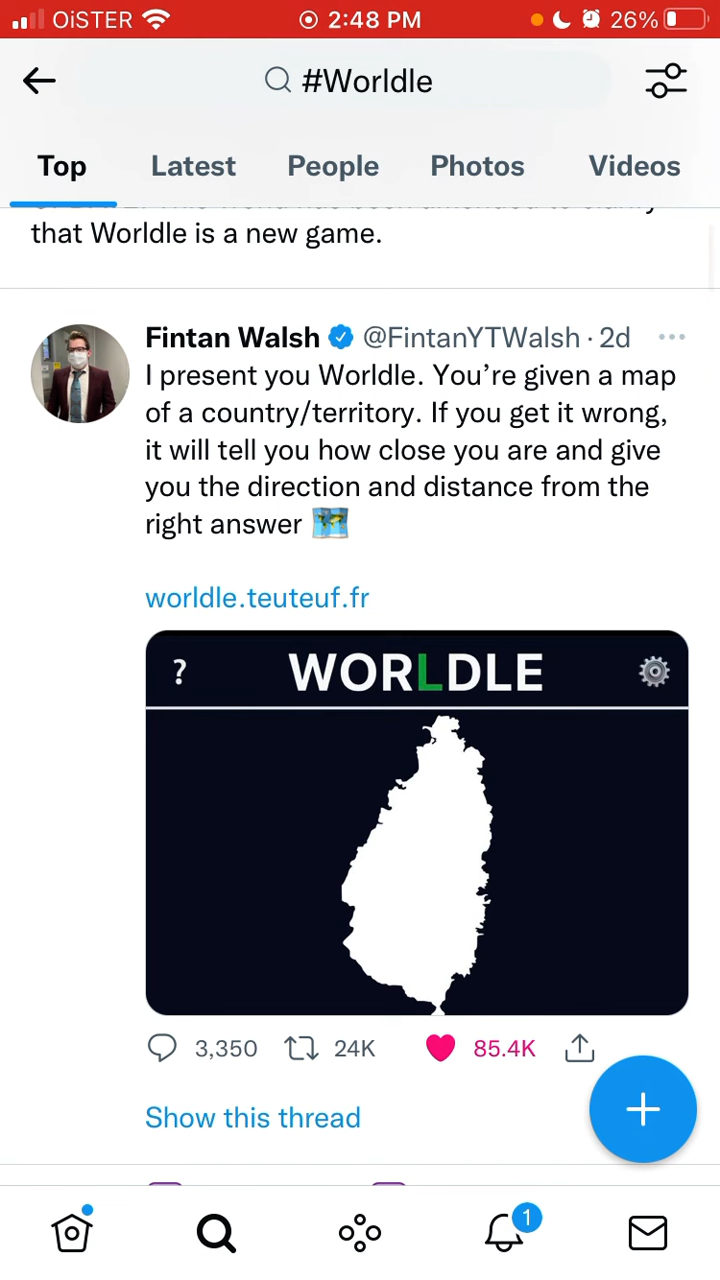 OiSTER 2:48 PM 26%
#Worldle
Top Latest People Photos Videos
that Worldle is a new game.
Fintan Walsh @FintanYTWalsh · 2d
I present you Worldle. You’re given a map
of a country/territory. If you get it wrong,
it will tell you how close you are and give
you the direction and distance from the
right answer
worldle.teuteuf.fr
? WORLDLE
3,350 24K 85.4K
Show this thread
1